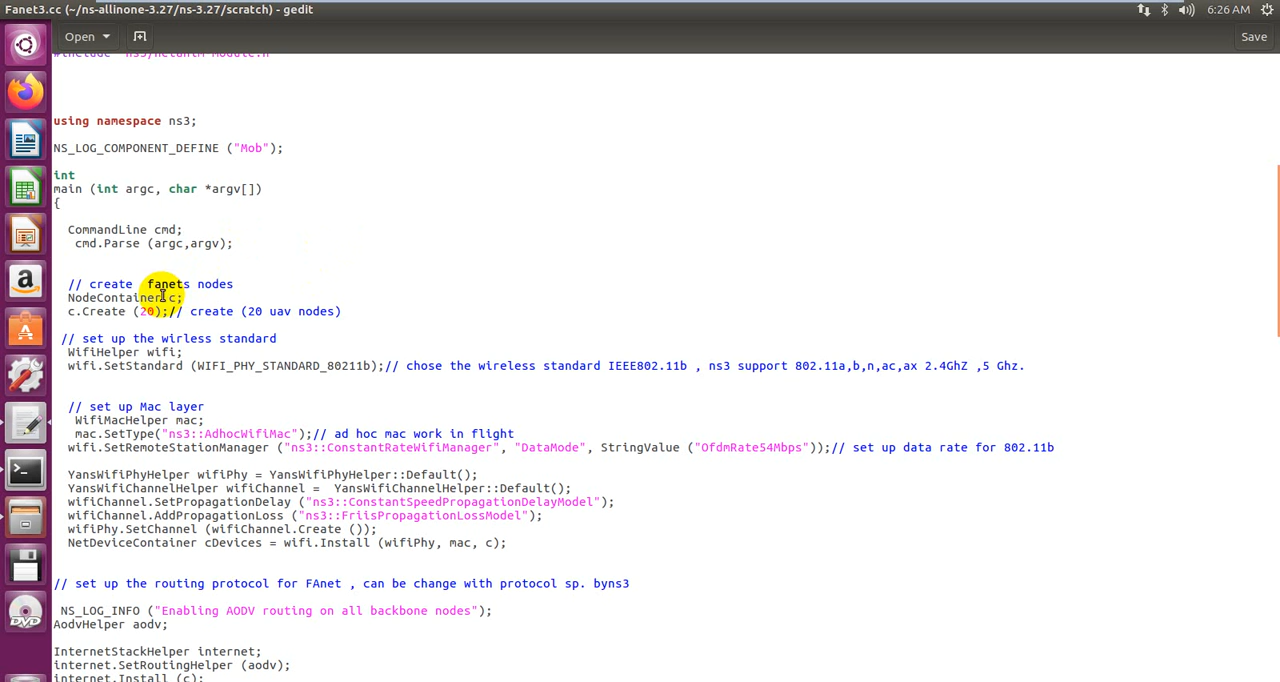 Fanet3.cc (~/ns-allinone-3.27/ns-3.27/scratch) - gedit
6:26 AM
Open
Save
#include "ns3/netanim-module.h"
using namespace ns3;
NS_LOG_COMPONENT_DEFINE ("Mob");
int
main (int argc, char *argv[])
{
CommandLine cmd;
cmd.Parse (argc,argv);
// create fanets nodes
NodeContainer c;
c.Create (20);// create (20 uav nodes)
// set up the wirless standard
WifiHelper wifi;
wifi.SetStandard (WIFI_PHY_STANDARD_80211b);// chose the wireless standard IEEE802.11b , ns3 support 802.11a,b,n,ac,ax 2.4GhZ ,5 Ghz.
// set up Mac layer
WifiMacHelper mac;
mac.SetType("ns3::AdhocWifiMac");// ad hoc mac work in flight
wifi.SetRemoteStationManager ("ns3::ConstantRateWifiManager", "DataMode", StringValue ("OfdmRate54Mbps"));// set up data rate for 802.11b
YansWifiPhyHelper wifiPhy = YansWifiPhyHelper::Default();
YansWifiChannelHelper wifiChannel = YansWifiChannelHelper::Default();
wifiChannel.SetPropagationDelay ("ns3::ConstantSpeedPropagationDelayModel");
wifiChannel.AddPropagationLoss ("ns3::FriisPropagationLossModel");
wifiPhy.SetChannel (wifiChannel.Create ());
NetDeviceContainer cDevices = wifi.Install (wifiPhy, mac, c);
// set up the routing protocol for FAnet , can be change with protocol sp. byns3
NS_LOG_INFO ("Enabling AODV routing on all backbone nodes");
AodvHelper aodv;
InternetStackHelper internet;
internet.SetRoutingHelper (aodv);
internet.Install (c);